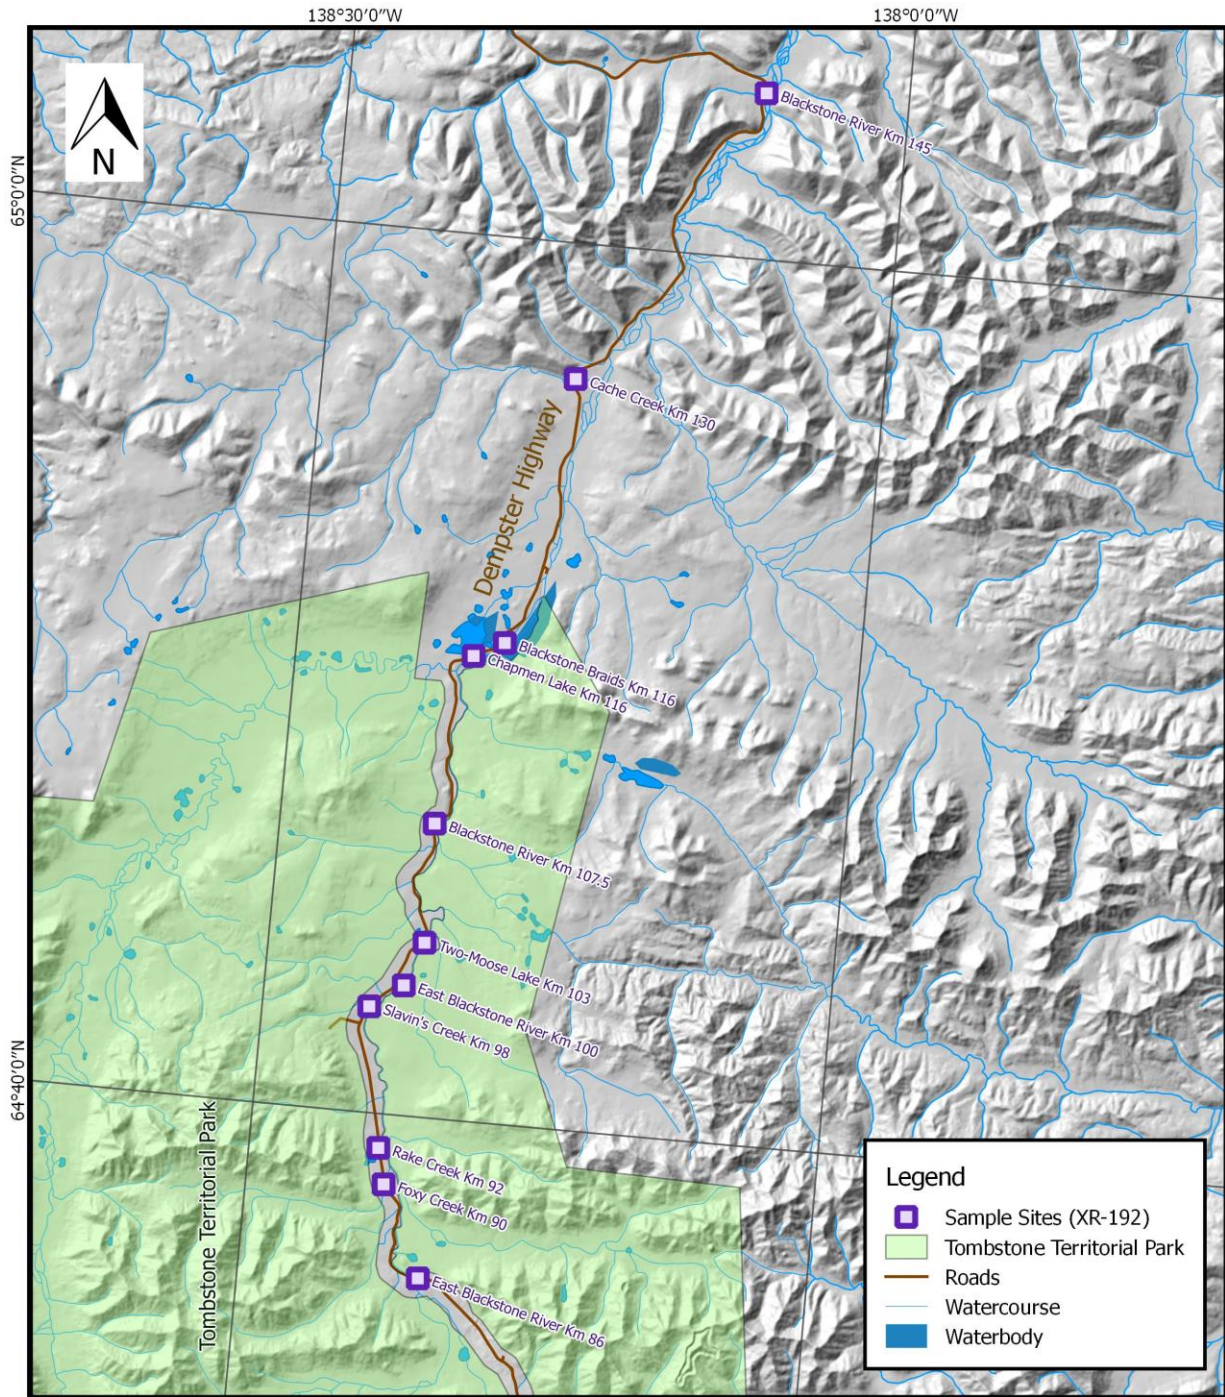 138°30'0"W
138°0'0"W
N
65°0'0"N
Blackstone River Km 145
Cache Creek Km 130
Dempster Highway
Blackstone Braids Km 116
Chapmen Lake Km 116
Blackstone River Km 107.5
Two-Moose Lake Km 103
East Blackstone River Km 100
Slavin's Creek Km 98
64°40'0"N
Tombstone Territorial Park
Rake Creek Km 92
Foxy Creek Km 90
East Blackstone River Km 86
Legend
Sample Sites (XR-192)
Tombstone Territorial Park
Roads
Watercourse
Waterbody